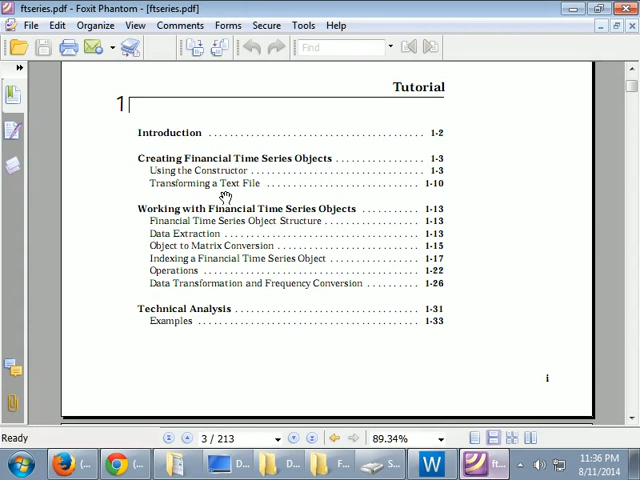 ftseries.pdf - Foxit Phantom - [ftseries.pdf]
File Edit Organize View Comments Forms Secure Tools Help
Find
Tutorial
1
Introduction . . . . . . . . . . . . . . . . . . . . . . . . . . . . . . . . . . . 1-2
Creating Financial Time Series Objects . . . . . . . . . . . . . . 1-3
Using the Constructor . . . . . . . . . . . . . . . . . . . . . . . . . . . 1-3
Transforming a Text File . . . . . . . . . . . . . . . . . . . . . . . . . 1-10
Working with Financial Time Series Objects . . . . . . . . . 1-13
Financial Time Series Object Structure . . . . . . . . . . . . . . . 1-13
Data Extraction . . . . . . . . . . . . . . . . . . . . . . . . . . . . . . . 1-13
Object to Matrix Conversion . . . . . . . . . . . . . . . . . . . . . . . 1-15
Indexing a Financial Time Series Object . . . . . . . . . . . . . . 1-17
Operations . . . . . . . . . . . . . . . . . . . . . . . . . . . . . . . . . . 1-22
Data Transformation and Frequency Conversion . . . . . . . . . 1-26
Technical Analysis . . . . . . . . . . . . . . . . . . . . . . . . . . . . . 1-31
Examples . . . . . . . . . . . . . . . . . . . . . . . . . . . . . . . . . . . 1-33
i
Ready 3 / 213 89.34%
(... (... D... D... F... S... W ft... 11:36 PM
8/11/2014